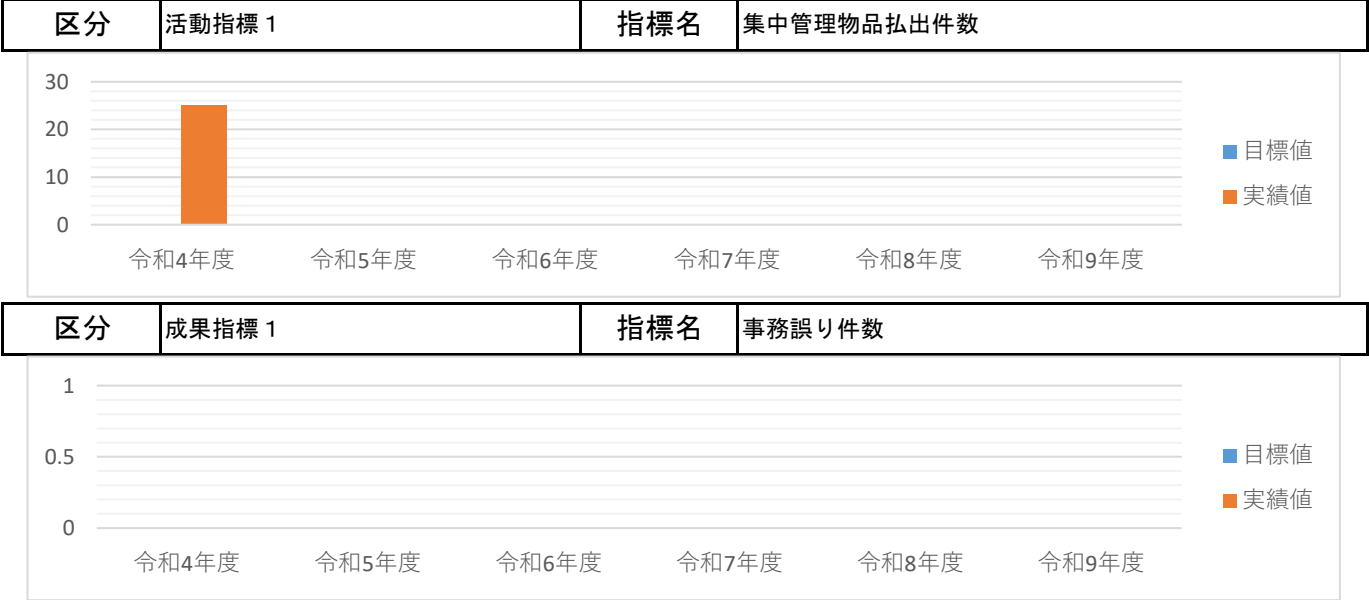 区分 活動指標１ 指標名 集中管理物品払出件数
30
20
10
0
令和4年度 令和5年度 令和6年度 令和7年度 令和8年度 令和9年度
目標値
実績値
区分 成果指標１ 指標名 事務誤り件数
1
0.5
0
令和4年度 令和5年度 令和6年度 令和7年度 令和8年度 令和9年度
目標値
実績値